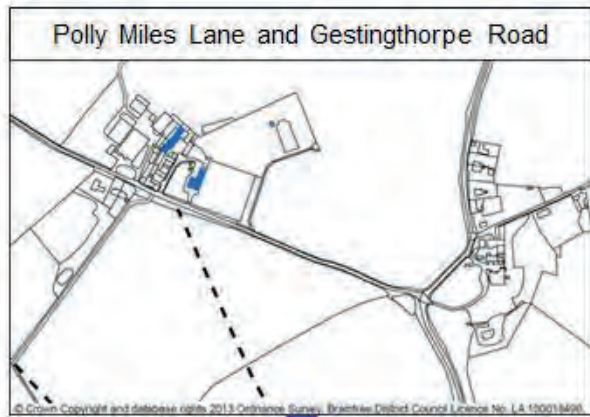 Polly Miles Lane and Gestingthorpe Road
© Crown Copyright and database rights 2013 Ordnance Survey, Braintree District Council Licence No. LA 100018490.